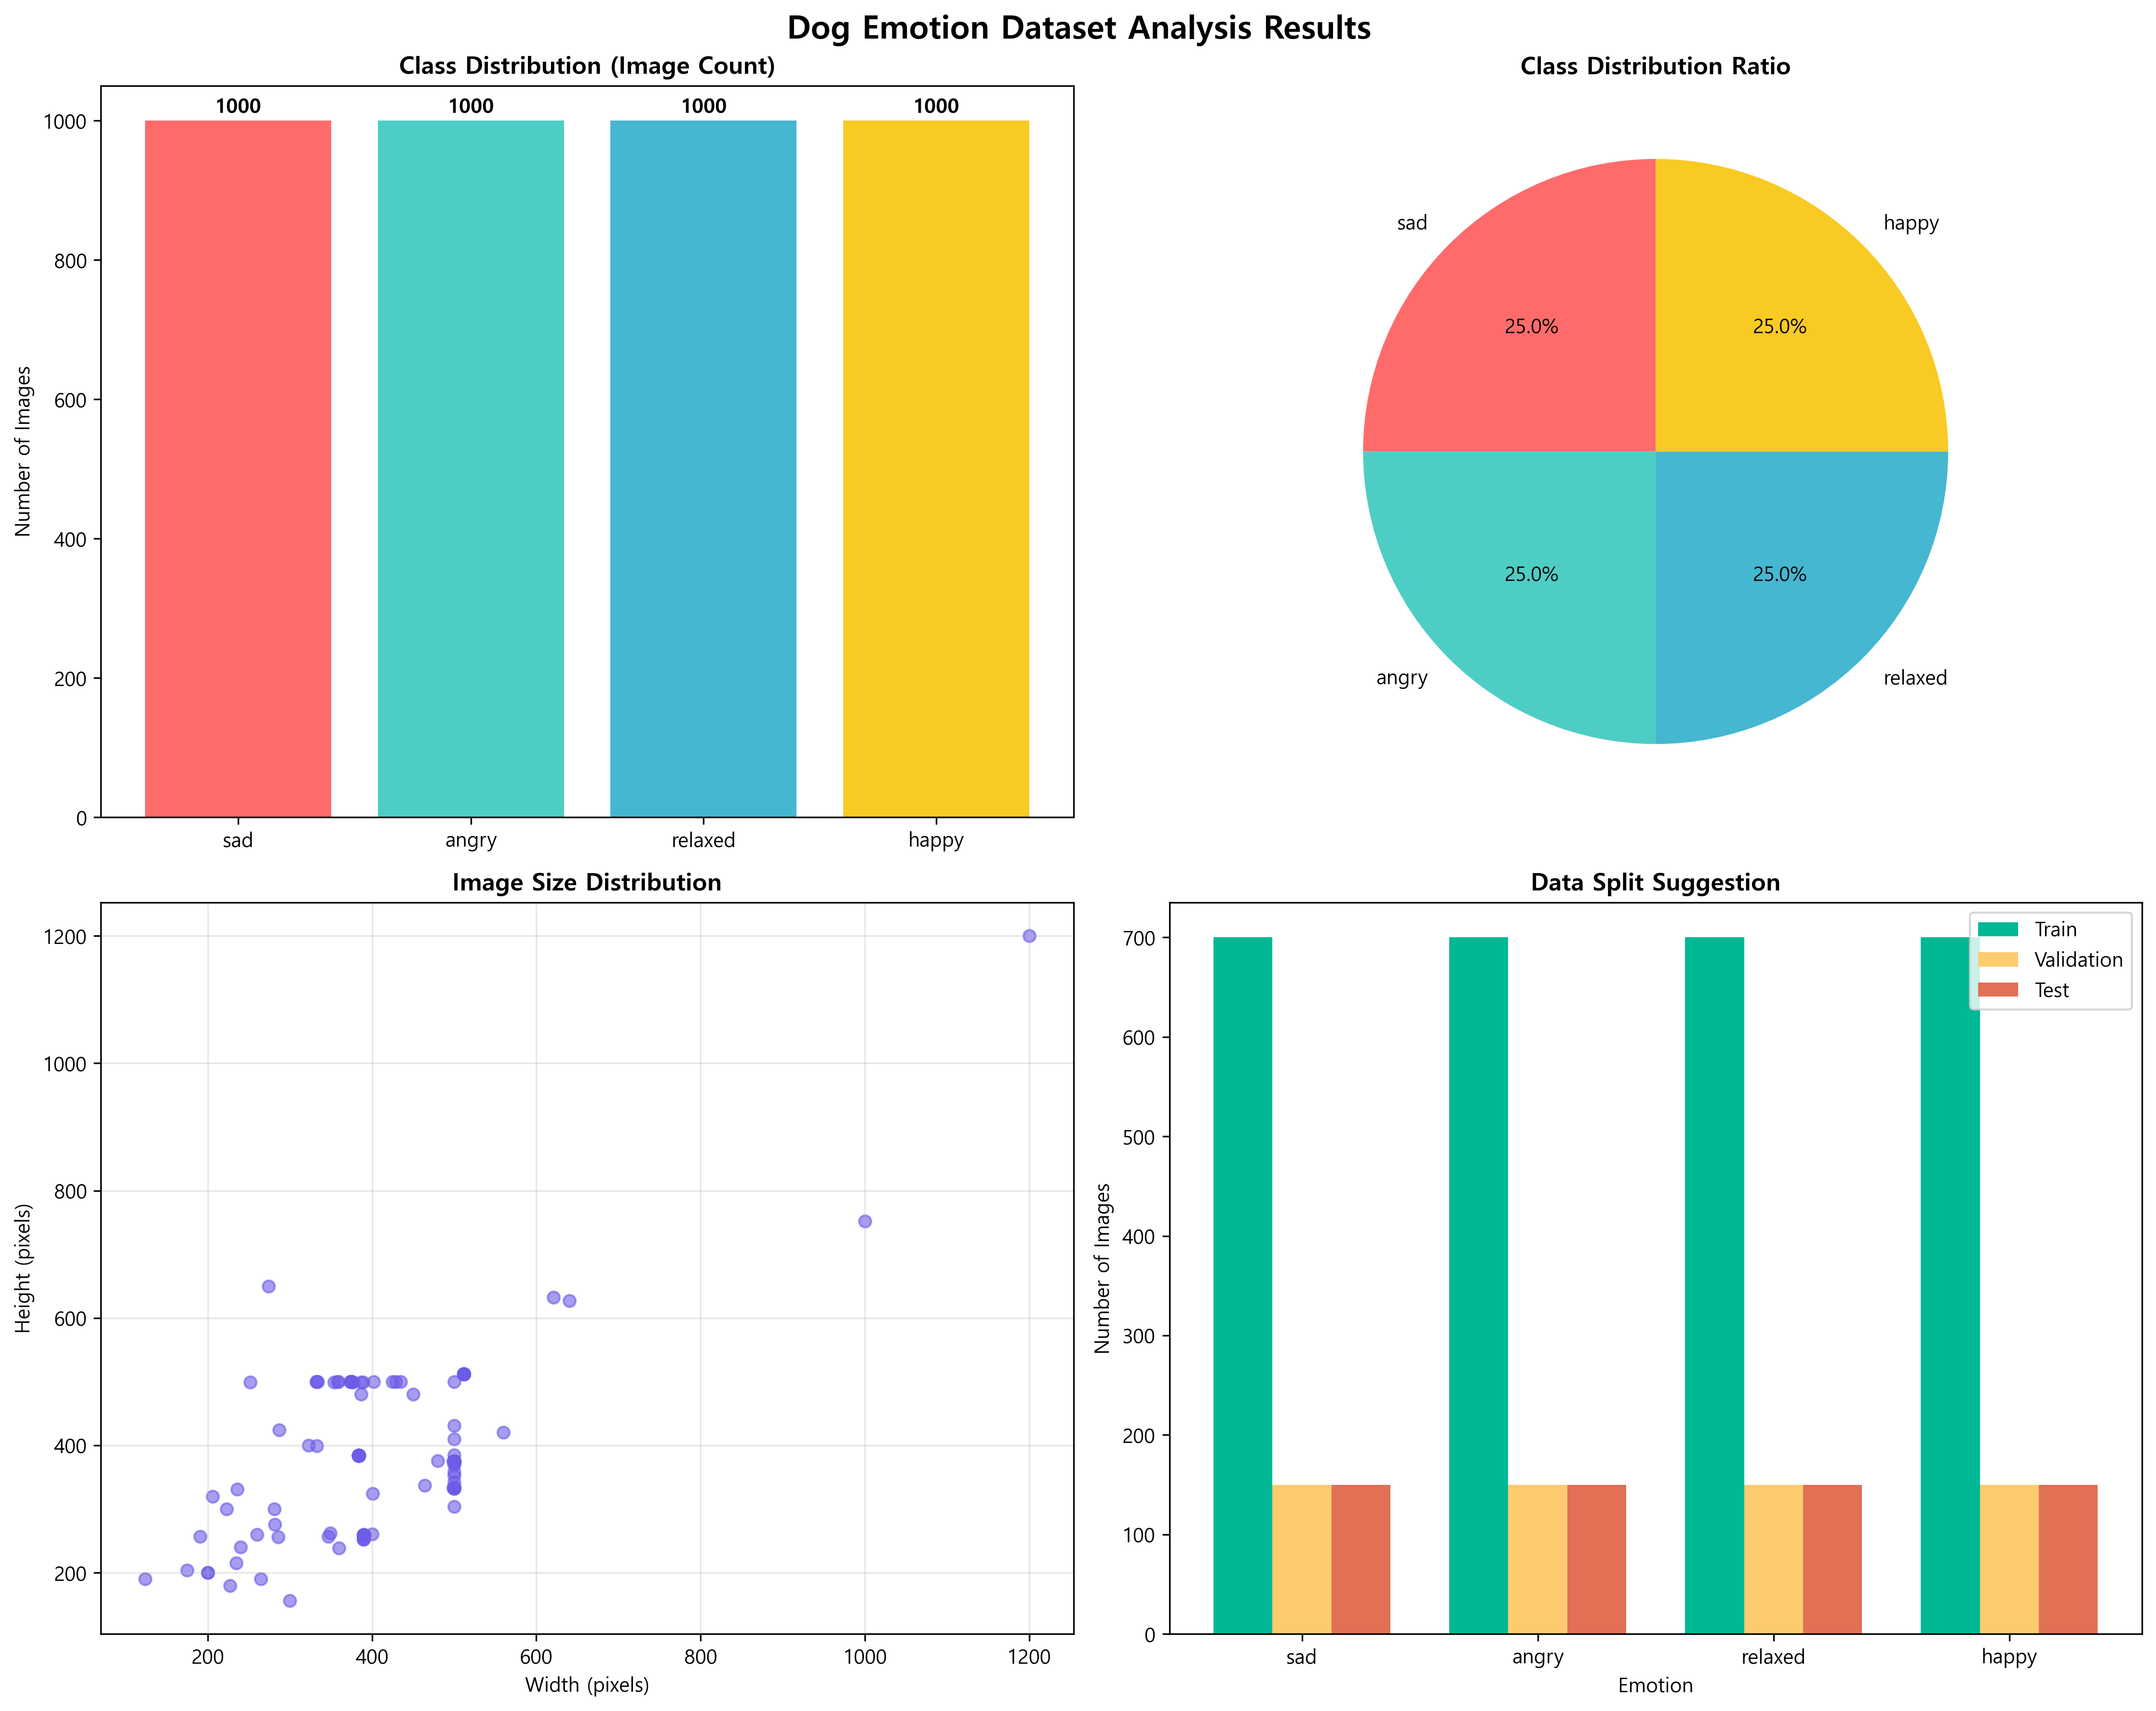 Dog Emotion Dataset Analysis Results
Class Distribution (Image Count)
1000 1000 1000 1000
1000
800
600
400
200
0
Number of Images
sad angry relaxed happy
Class Distribution Ratio
sad happy
25.0% 25.0%
25.0% 25.0%
angry relaxed
Image Size Distribution
1200
1000
800
600
400
200
Height (pixels)
200 400 600 800 1000 1200
Width (pixels)
Data Split Suggestion
Train
Validation
Test
700
600
500
400
300
200
100
0
Number of Images
sad angry relaxed happy
Emotion